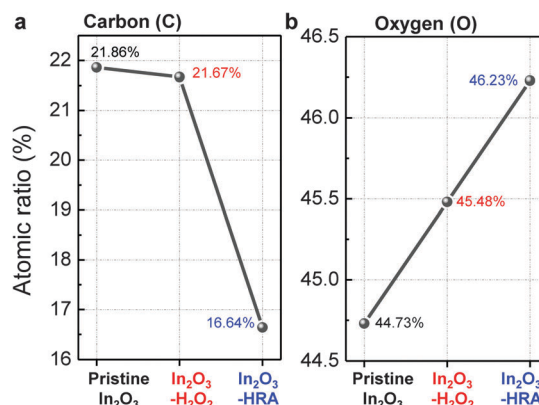 a Carbon (C)
22
21
20
19
18
17
16
Atomic ratio (%)
21.86%
21.67%
16.64%
Pristine In₂O₃
In₂O₃ -H₂O₂
In₂O₃ -HRA
b Oxygen (O)
46.5
46.0
45.5
45.0
44.5
46.23%
45.48%
44.73%
Pristine In₂O₃
In₂O₃ -H₂O₂
In₂O₃ -HRA